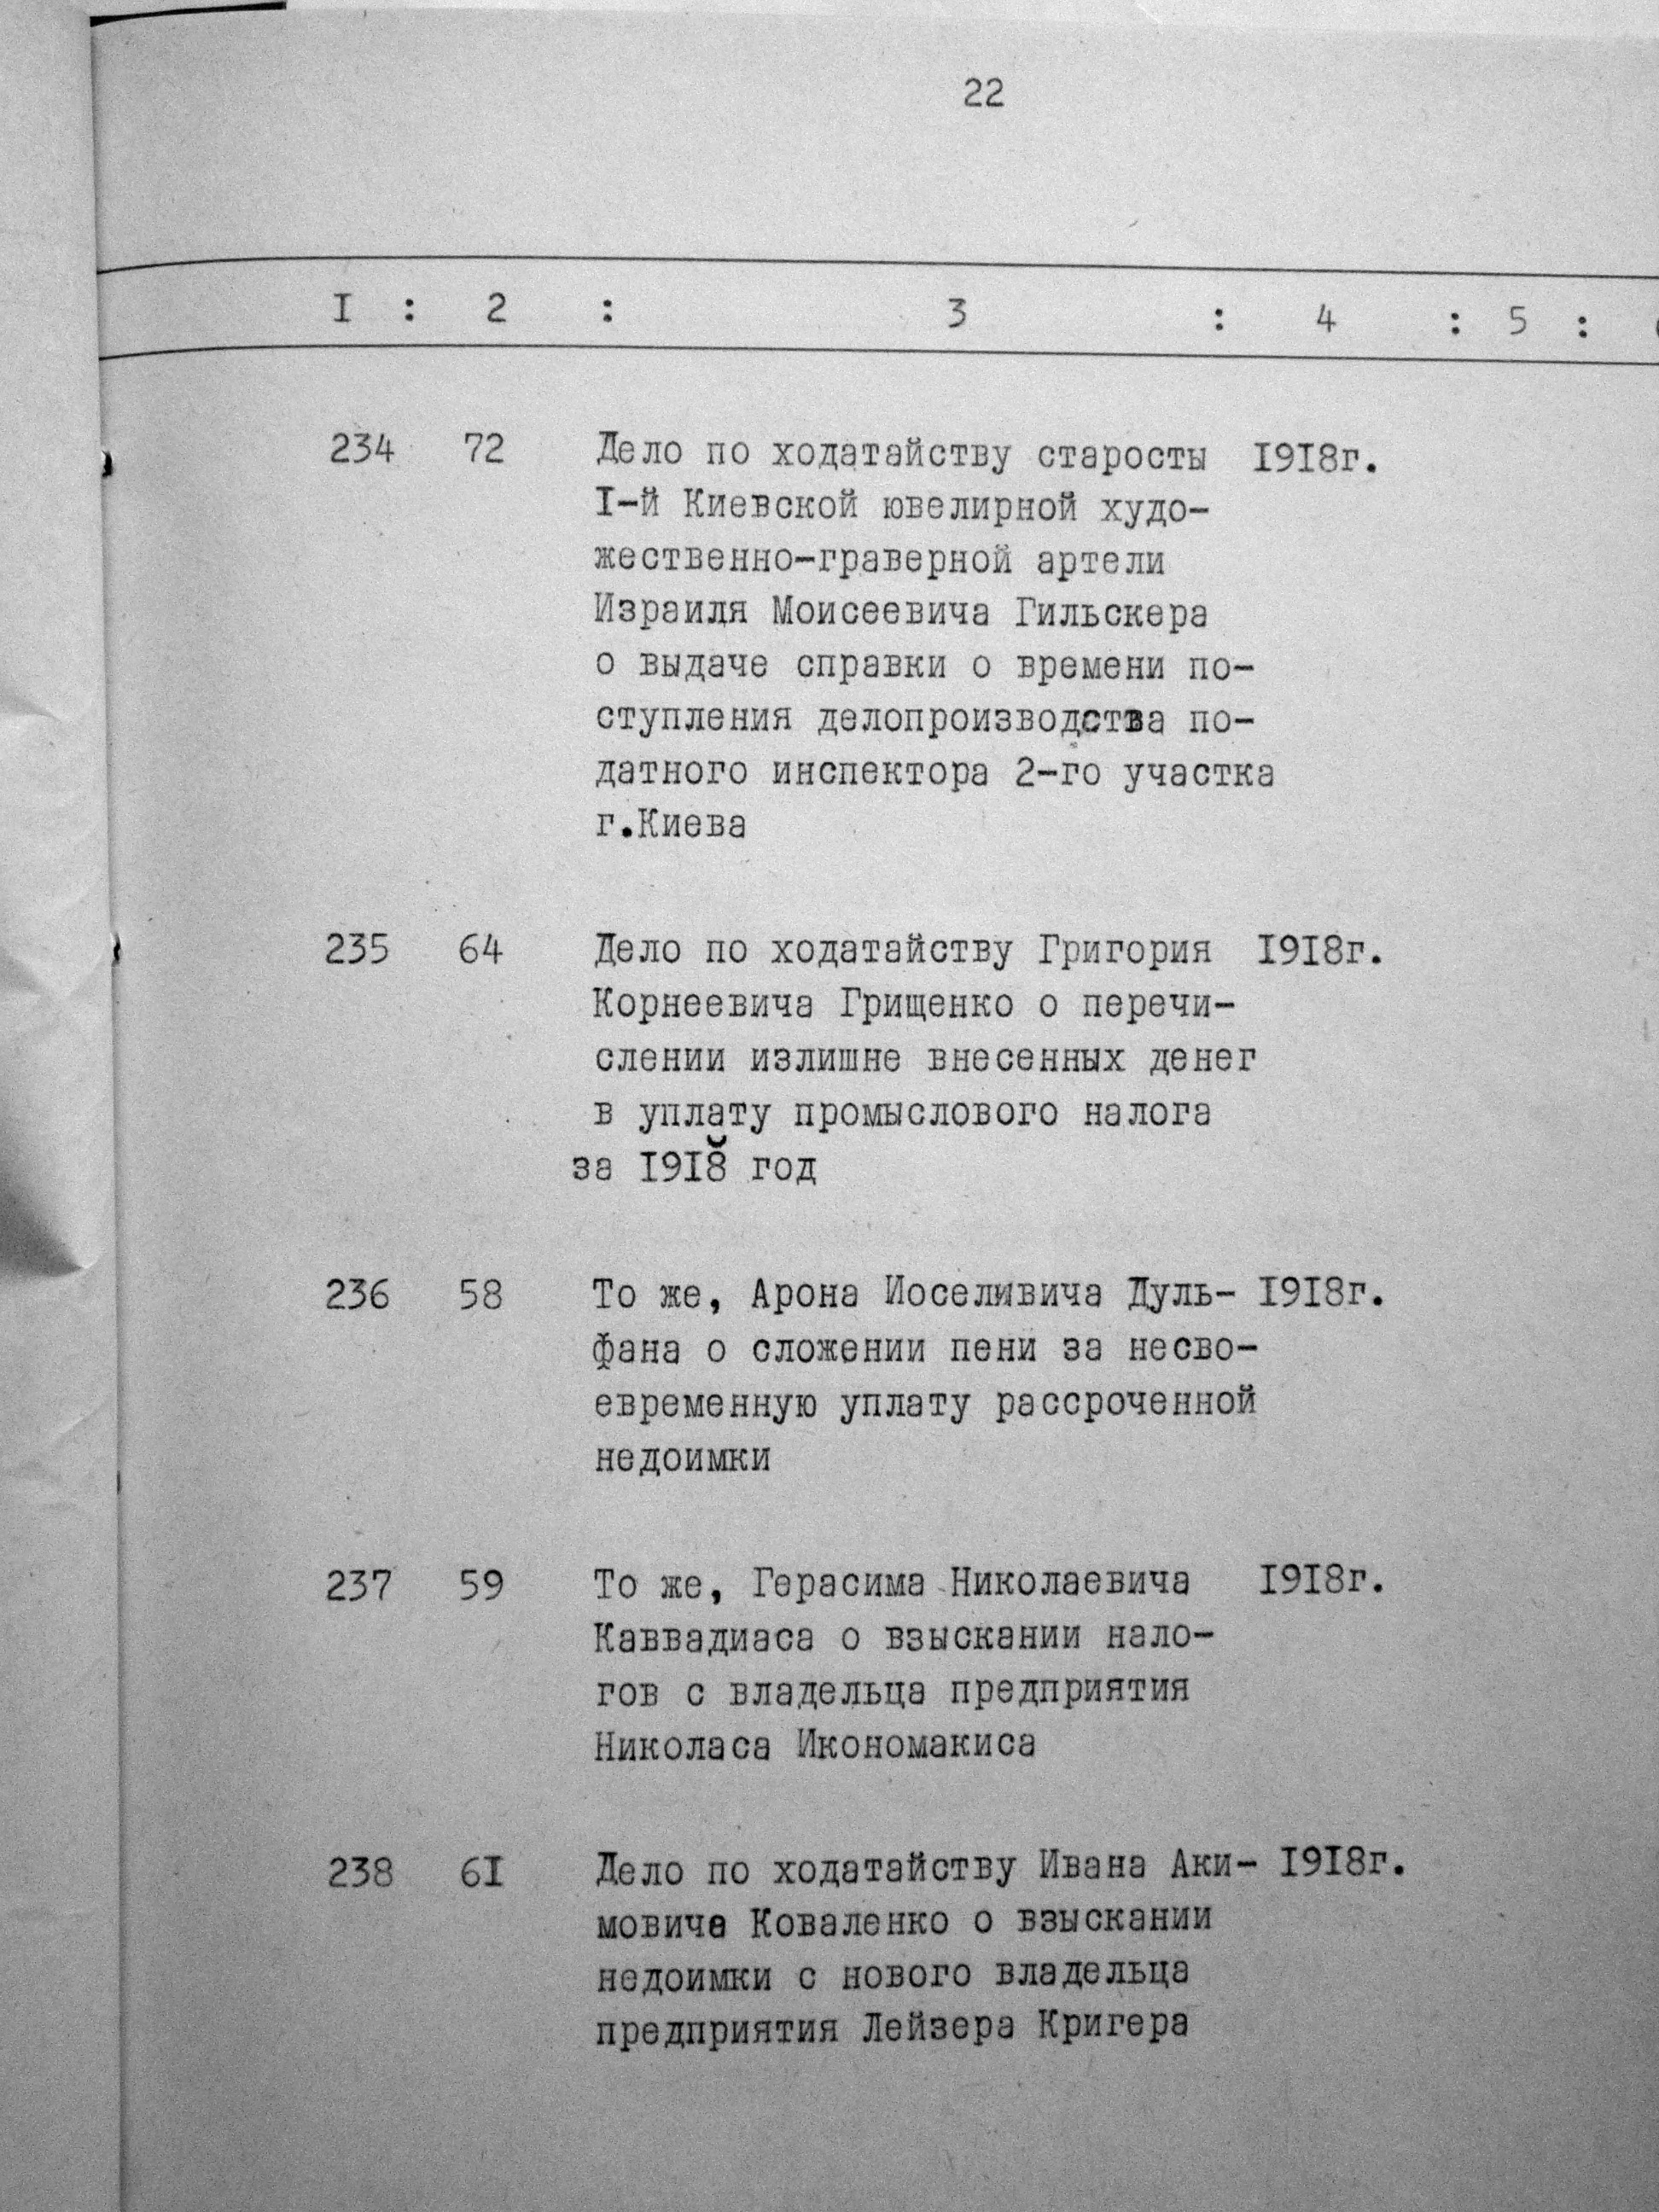 22
I : 2 : 3 : 4 : 5 :
234 72 Дело по ходатайству старосты 1918г.
I-й Киевской ювелирной худо-
жественно-граверной артели
Израиля Моисеевича Гильскера
о выдаче справки о времени по-
ступления делопроизводства по-
датного инспектора 2-го участка
г.Киева
235 64 Дело по ходатайству Григория I9I8г.
Корнеевича Грищенко о перечи-
слении излишне внесенных денег
в уплату промыслового налога
за I9I8 год
236 58 То же, Арона Иоселивича Дуль- I9I8г.
фана о сложении пени за несво-
евременную уплату рассроченной
недоимки
237 59 То же, Герасима Николаевича I9I8г.
Каввадиаса о взыскании нало-
гов с владельца предприятия
Николаса Икономакиса
238 6I Дело по ходатайству Ивана Аки- I9I8г.
мовича Коваленко о взыскании
недоимки с нового владельца
предприятия Лейзера Кригера